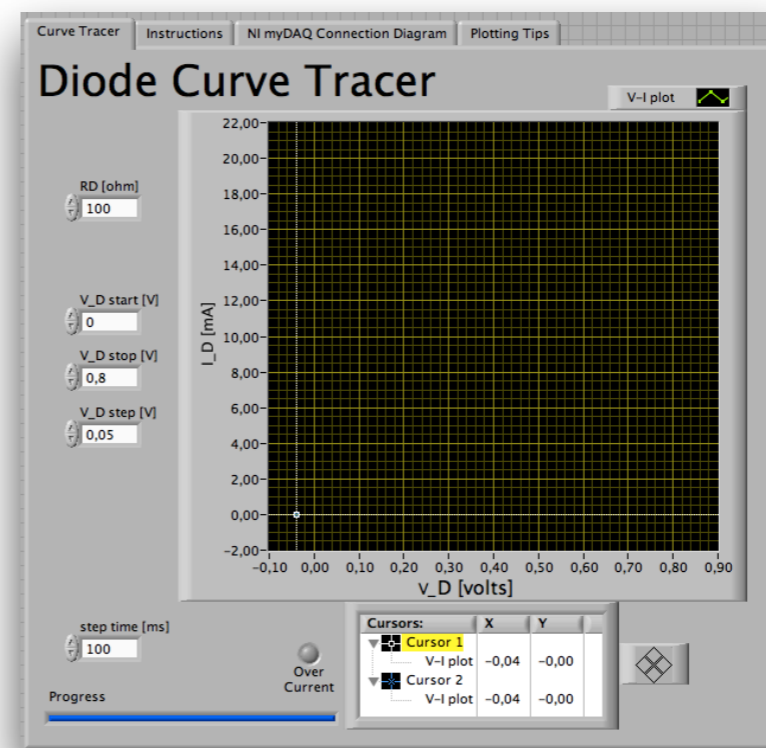 Curve Tracer
Instructions
NI myDAQ Connection Diagram
Plotting Tips
Diode Curve Tracer
V-I plot
RD [ohm]
100
V_D start [V]
0
V_D stop [V]
0,8
V_D step [V]
0,05
I_D [mA]
22,00
20,00
18,00
16,00
14,00
12,00
10,00
8,00
6,00
4,00
2,00
0,00
-2,00
-0,10 0,00 0,10 0,20 0,30 0,40 0,50 0,60 0,70 0,80 0,90
V_D [volts]
step time [ms]
100
Over
Current
Progress
Cursors: X Y
Cursor 1
V-I plot -0,04 -0,00
Cursor 2
V-I plot -0,04 -0,00